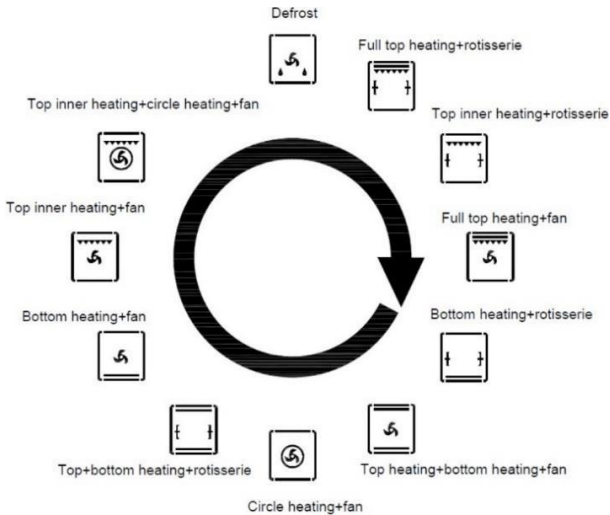 Defrost
Full top heating+rotisserie
Top inner heating+circle heating+fan
Top inner heating+rotisserie
Top inner heating+fan
Full top heating+fan
Bottom heating+fan
Bottom heating+rotisserie
Top+bottom heating+rotisserie
Top heating+bottom heating+fan
Circle heating+fan